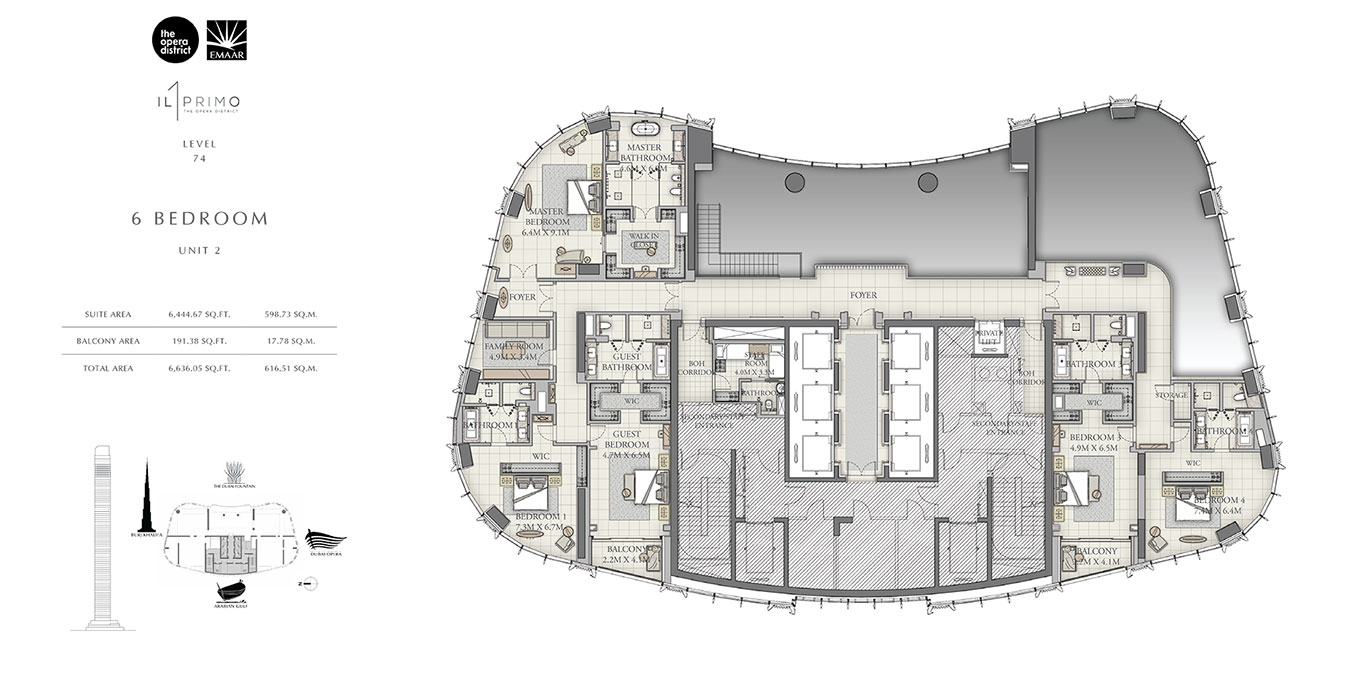 the
opera
district
EMAAR
IL PRIMO
THE OPERA DISTRICT
LEVEL
74
6 BEDROOM
UNIT 2
SUITE AREA 6,444.67 SQ.FT. 598.73 SQ.M.
BALCONY AREA 191.38 SQ.FT. 17.78 SQ.M.
TOTAL AREA 6,636.05 SQ.FT. 616.51 SQ.M.
THE DUBAI FOUNTAIN
BURJ KHALIFA
DUBAI OPERA
ARABIAN GULF
N
MASTER
BATHROOM
MASTER
BEDROOM
6.4M X 9.1M
WALK IN
CLOSET
FOYER
FOYER
FAMILY ROOM
4.9M X 3.4M
GUEST
BATHROOM
WIC
BATHROOM 1
WIC
BEDROOM 1
7.3M X 6.7M
GUEST
BEDROOM
4.7M X 6.5M
BALCONY
2.2M X 4.1M
BOH
CORRIDOR
STAFF
ROOM
4.0M X 3.5M
BATHROOM
SECONDARY/STAFF
ENTRANCE
PRIVATE
LIFT
BOH
CORRIDOR
SECONDARY/STAFF
ENTRANCE
BATHROOM 3
WIC
BEDROOM 3
4.9M X 6.5M
BALCONY
X 4.1M
STORAGE
BATHROOM 4
WIC
BEDROOM 4
7.4M X 6.4M